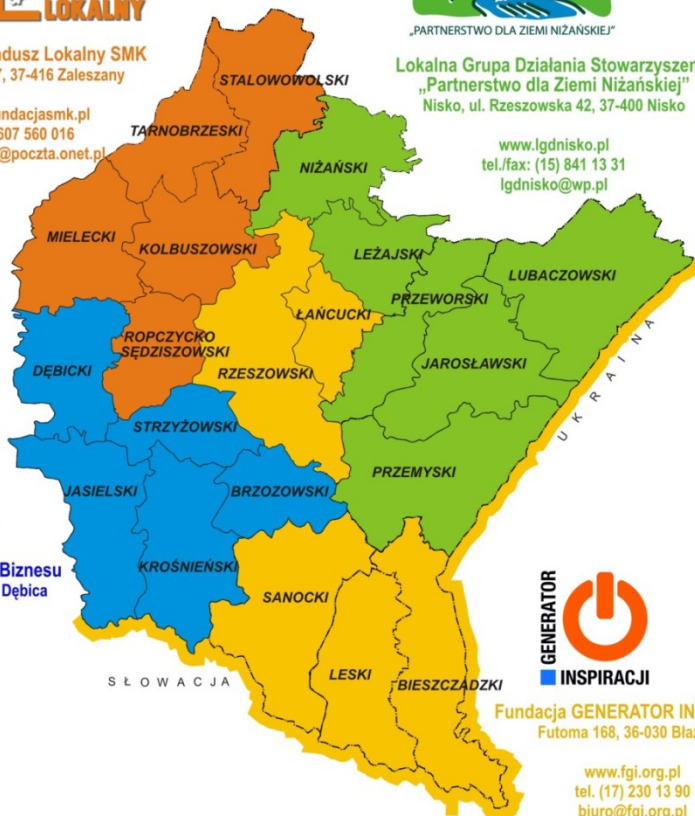 LOKALNY
Fundusz Lokalny SMK
7, 37-416 Zaleszany
fundacjasmk.pl
607 560 016
@poczta.onet.pl
„PARTNERSTWO DLA ZIEMI NIŻAŃSKIEJ”
Lokalna Grupa Działania Stowarzyszen
„Partnerstwo dla Ziemi Niżańskiej”
Nisko, ul. Rzeszowska 42, 37-400 Nisko
www.lgdnisko.pl
tel./fax: (15) 841 13 31
lgdnisko@wp.pl
STALOWOWOLSKI
TARNOBRZESKI
NIŻAŃSKI
MIELECKI
KOLBUSZOWSKI
LEŻAJSKI
LUBACZOWSKI
PRZEWORSKI
ŁAŃCUCKI
ROPCZYCKO
SĘDZISZOWSKI
DĘBICKI
RZESZOWSKI
JAROSŁAWSKI
UKRAINA
STRZYŻOWSKI
PRZEMYSKI
JASIELSKI
BRZOZOWSKI
KROŚNIEŃSKI
Biznesu
Dębica
SANOCKI
LESKI
BIESZCZADZKI
SŁOWACJA
GENERATOR
INSPIRACJI
Fundacja GENERATOR IN
Futoma 168, 36-030 Błaż
www.fgi.org.pl
tel. (17) 230 13 90
biuro@fgi.org.pl